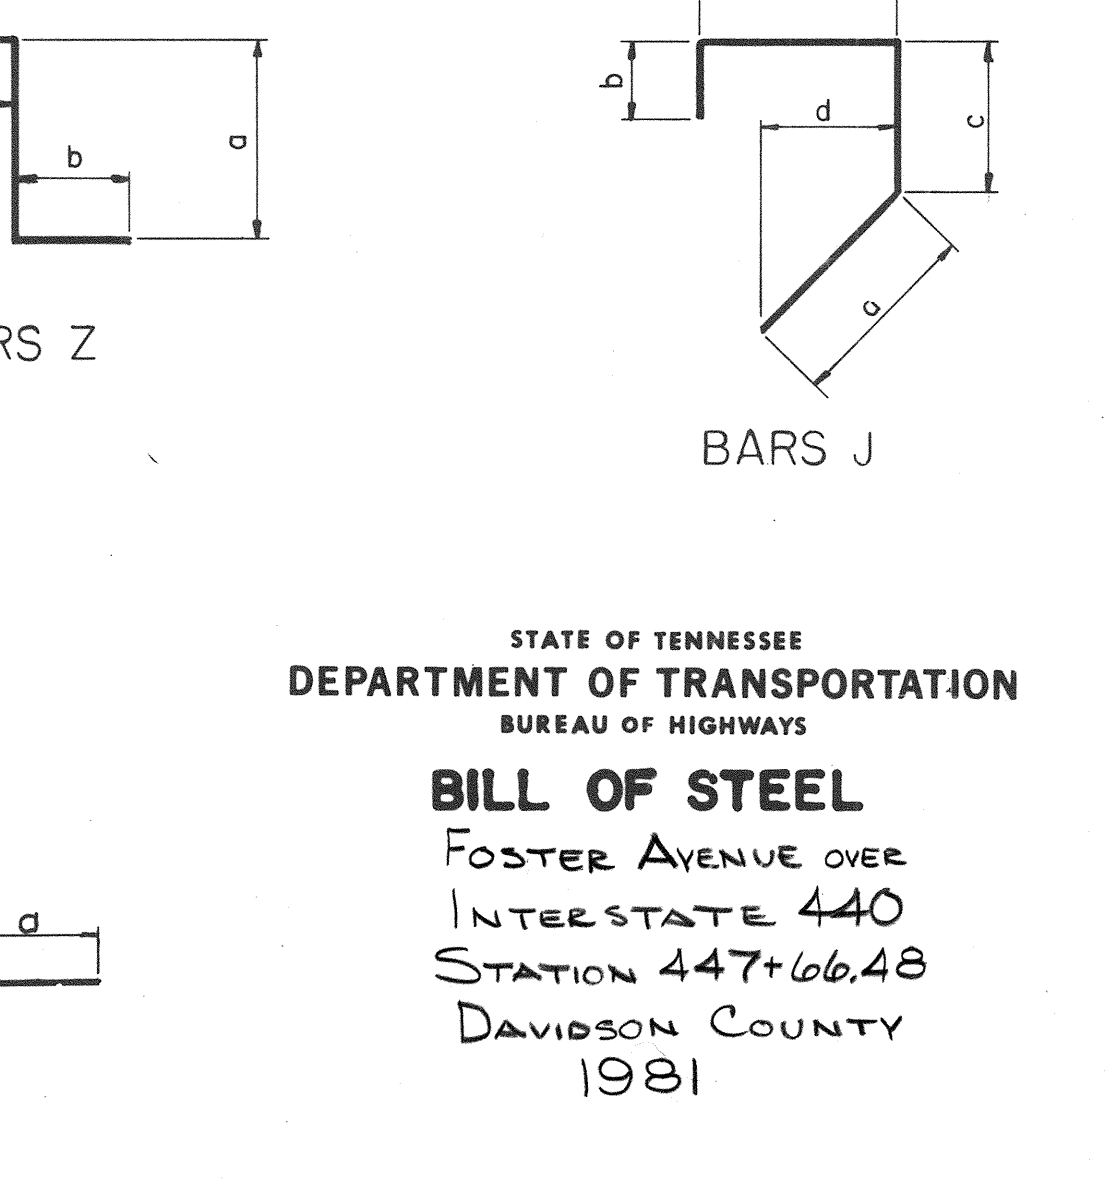 b
a
b
d
c
a
RS Z
BARS J
STATE OF TENNESSEE
DEPARTMENT OF TRANSPORTATION
BUREAU OF HIGHWAYS
BILL OF STEEL
FOSTER AVENUE OVER
a
INTERSTATE 440
STATION 447+66.48
DAVIDSON COUNTY
1981